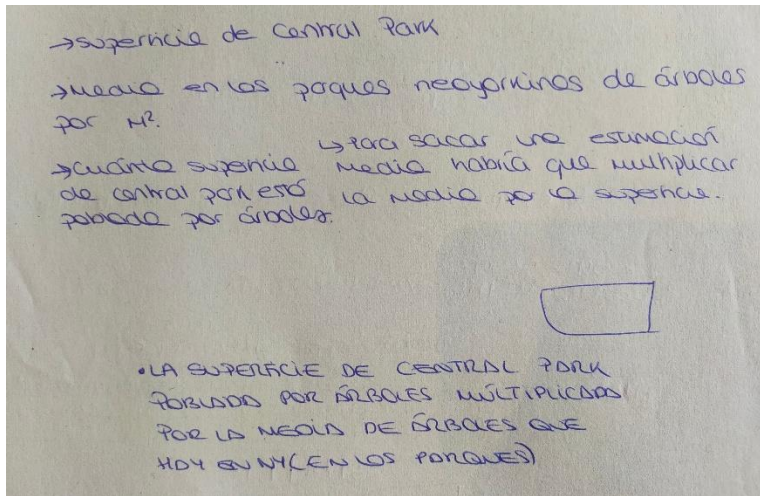 →superficie de Central Park
→Media en los paques neoyorkinos de árboles
por M².
↳Para sacar una estimación
→cuánta superficie media habría que multiplicar
de central park está la media por la superficie.
poblada por árboles.
•LA SUPERFICIE DE CENTRAL PARK
POBLADA POR ÁRBOLES MÚLTIPLICADA
POR LA MEDIA DE ÁRBOLES QUE
HAY EN NY(EN LOS PARQUES)